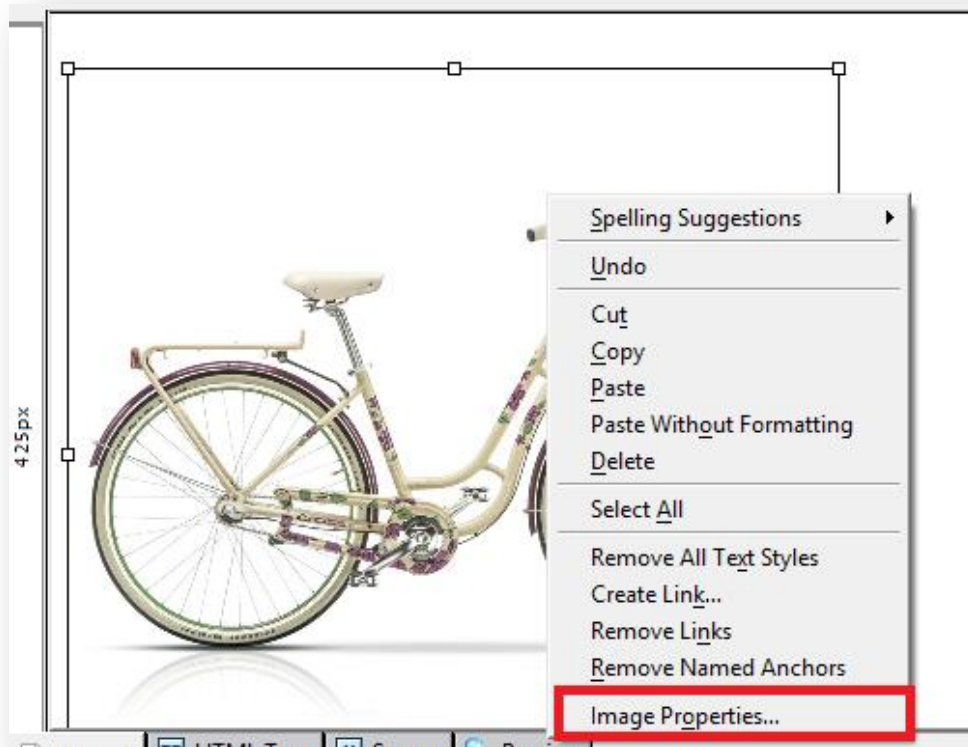 Spelling Suggestions
Undo
Cut
Copy
Paste
Paste Without Formatting
Delete
Select All
Remove All Text Styles
Create Link...
Remove Links
Remove Named Anchors
Image Properties...
425px
HTML